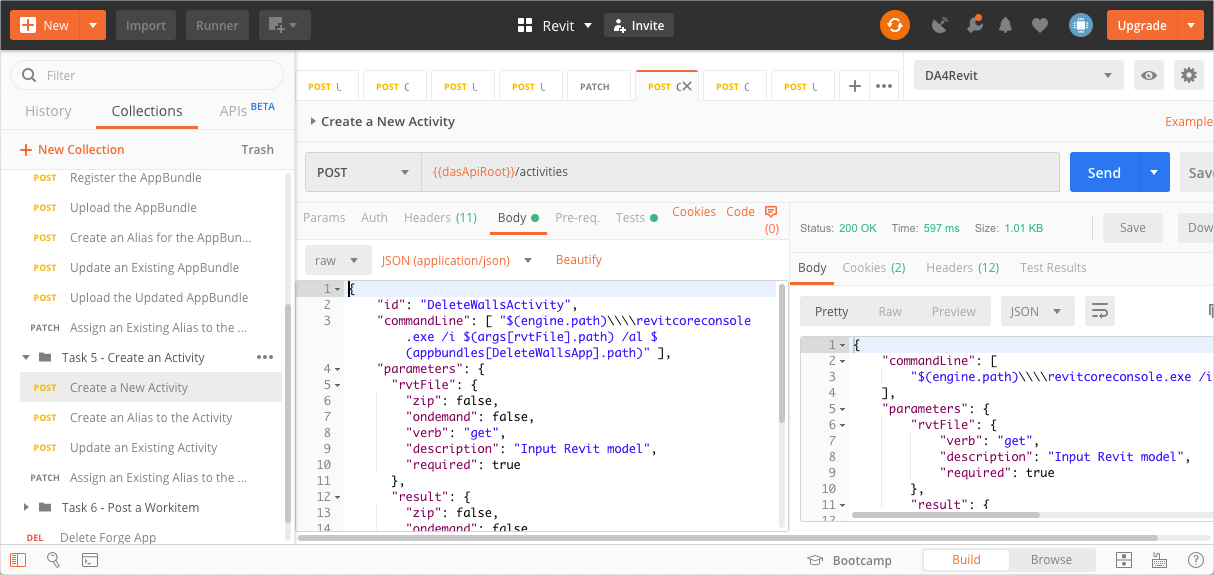 New Import Runner Revit Invite Upgrade
Filter
History Collections APIs BETA
New Collection Trash
POST Register the AppBundle
POST Upload the AppBundle
POST Create an Alias for the AppBun...
POST Update an Existing AppBundle
POST Upload the Updated AppBundle
PATCH Assign an Existing Alias to the ...
Task 5 - Create an Activity
POST Create a New Activity
POST Create an Alias to the Activity
POST Update an Existing Activity
PATCH Assign an Existing Alias to the ...
Task 6 - Post a Workitem
DEL Delete Forge App
POST POST C POST POST PATCH POST POST C POST
DA4Revit
Create a New Activity Example
POST {{dasApiRoot}}/activities Send Sav
Params Auth Headers (11) Body Pre-req. Tests Cookies Code (0)
raw JSON (application/json) Beautify
1 {
2 "id": "DeleteWallsActivity",
3 "commandLine": [ "$(engine.path)\\\\revitcoreconsole
.exe /i $(args[rvtFile].path) /al $
(appbundles[DeleteWallsApp].path)" ],
4 "parameters": {
5 "rvtFile": {
6 "zip": false,
7 "ondemand": false,
8 "verb": "get",
9 "description": "Input Revit model",
10 "required": true
11 },
12 "result": {
13 "zip": false,
14 "ondemand": false
Status: 200 OK Time: 597 ms Size: 1.01 KB Save Dow
Body Cookies (2) Headers (12) Test Results
Pretty Raw Preview JSON
1 {
2 "commandLine": [
3 "$(engine.path)\\\\revitcoreconsole.exe /i
4 ],
5 "parameters": {
6 "rvtFile": {
7 "verb": "get",
8 "description": "Input Revit model",
9 "required": true
10 },
11 "result": {
12
Bootcamp Build Browse